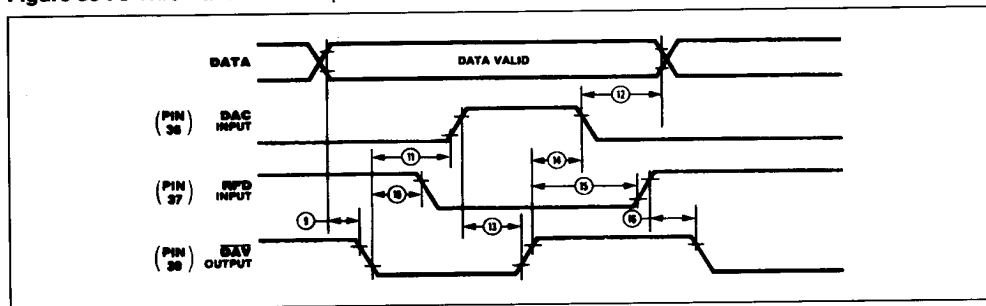 DATA
DATA VALID
12
(PIN 36) DAC INPUT
11
14
(PIN 37) RFD INPUT
10
15
9
13
16
(PIN 39) DAV OUTPUT